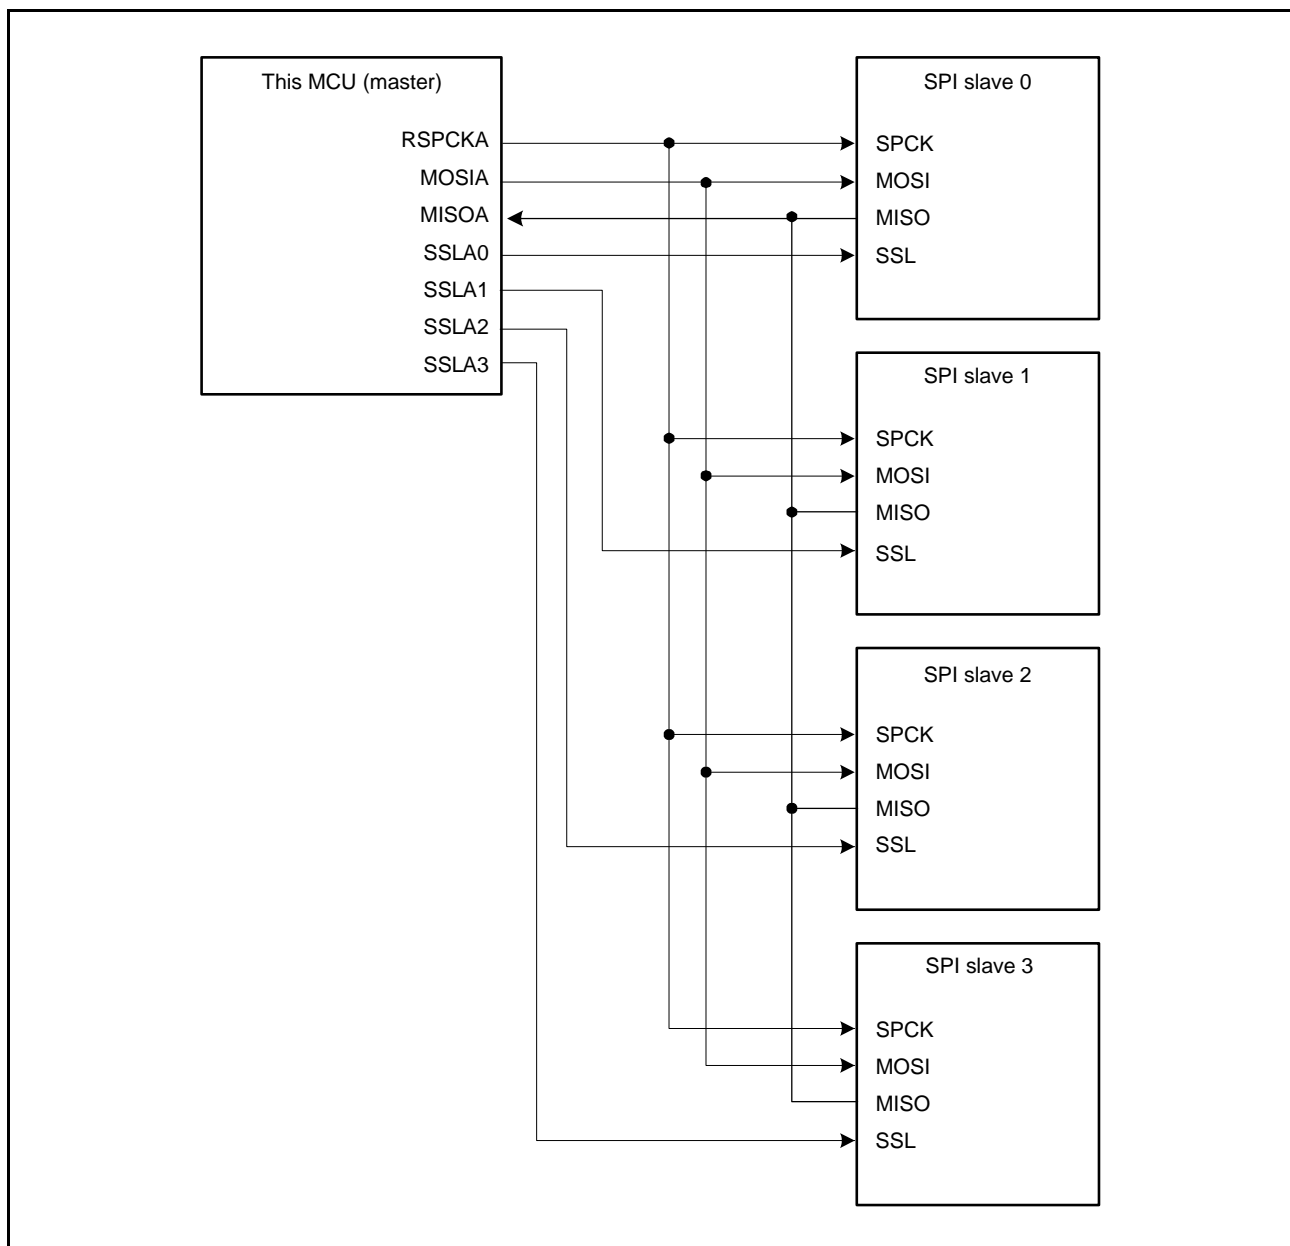 This MCU (master)
RSPCKA
MOSIA
MISOA
SSLA0
SSLA1
SSLA2
SSLA3
SPI slave 0
SPCK
MOSI
MISO
SSL
SPI slave 1
SPCK
MOSI
MISO
SSL
SPI slave 2
SPCK
MOSI
MISO
SSL
SPI slave 3
SPCK
MOSI
MISO
SSL